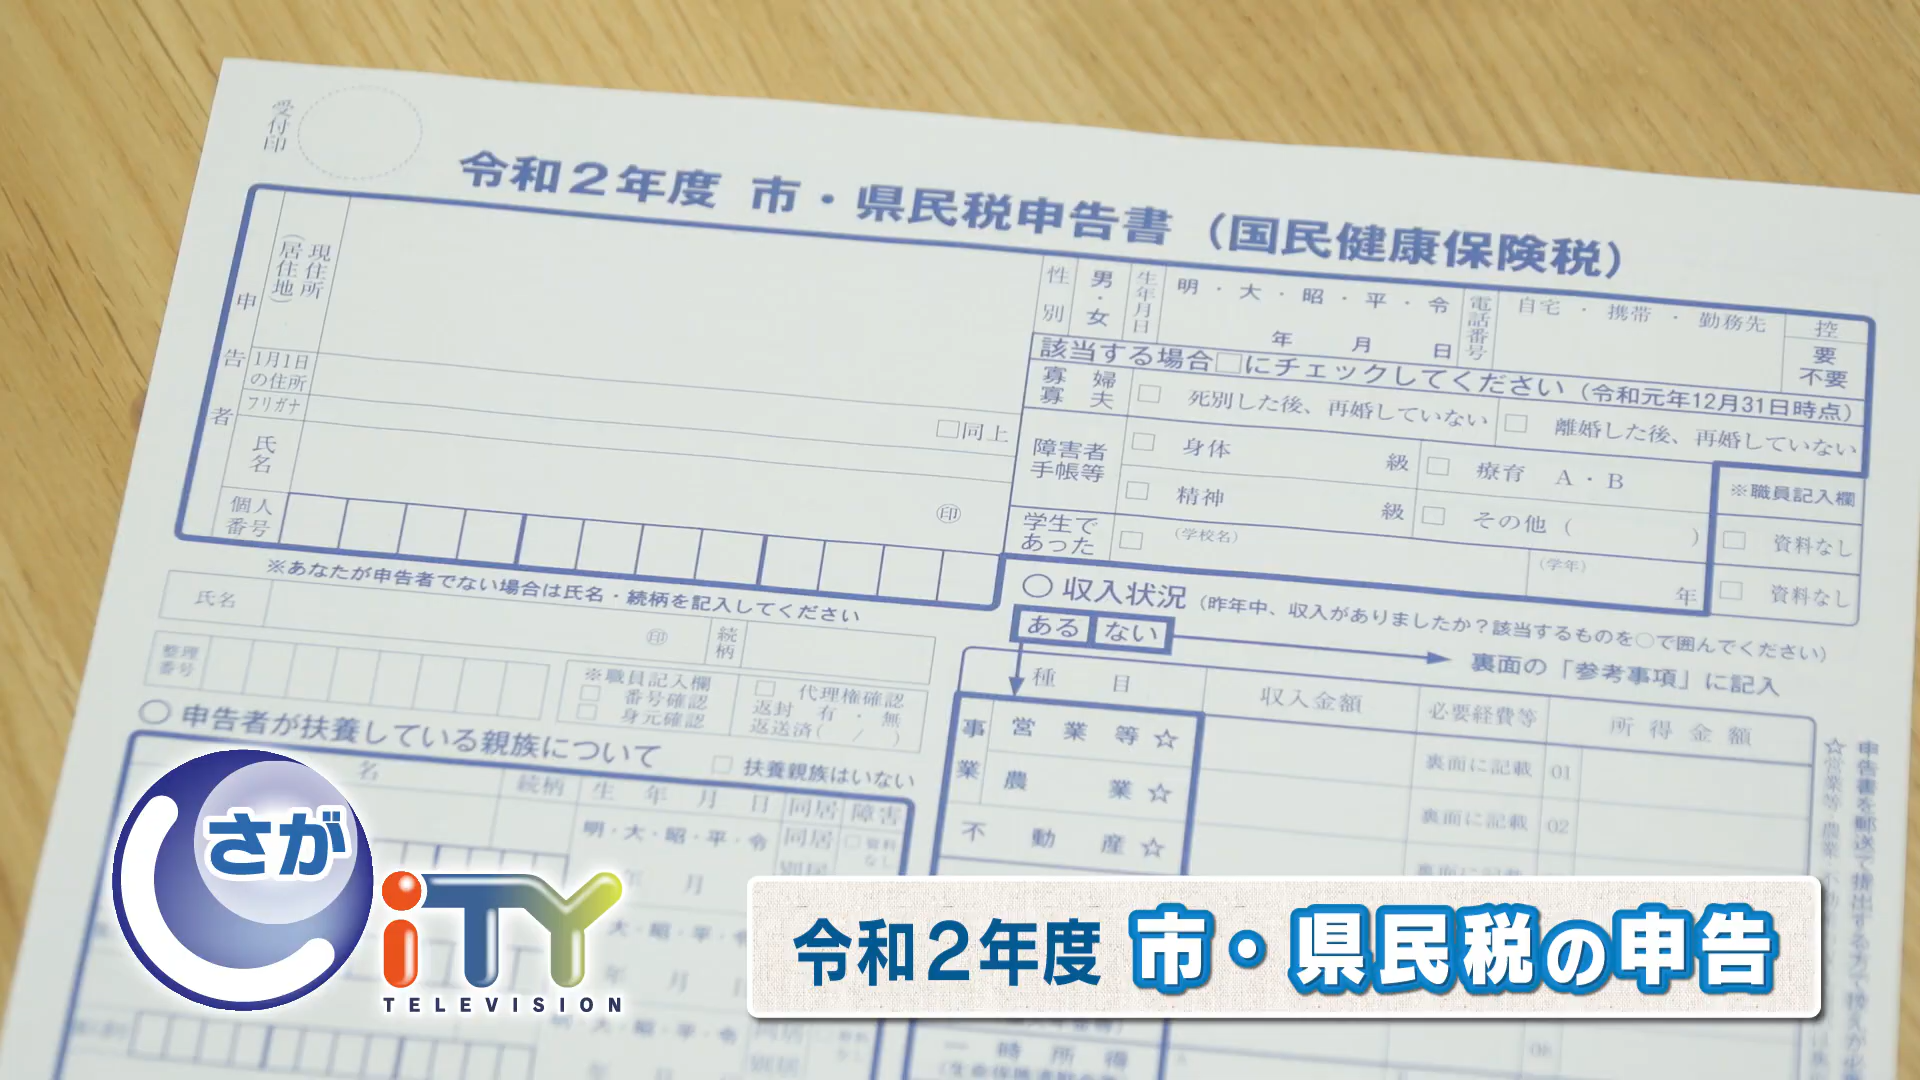 受付印
令和２年度 市・県民税申告書（国民健康保険税）
申告者
現住所
（居住地）
1月1日
の住所
□同上
フリガナ
氏名
㊞
個人
番号
性別
男・女
生年月日
明・大・昭・平・令
年 月 日
電話番号
自宅・携帯・勤務先
控
要
不要
該当する場合□にチェックしてください（令和元年12月31日時点）
寡婦
寡夫
□ 死別した後、再婚していない
□ 離婚した後、再婚していない
障害者
手帳等
□ 身体 級
□ 療育 A・B
□ 精神 級
□ その他（ ）
学生で
あった
□ （学校名）
（学年）
年
※職員記入欄
□ 資料なし
□ 資料なし
※あなたが申告者でない場合は氏名・続柄を記入してください
氏名
㊞
続柄
整理
番号
※職員記入欄
□ 番号確認
□ 身元確認
□ 代理権確認
返封 有・無
返送済（ / ）
○ 収入状況（昨年中、収入がありましたか？該当するものを○で囲んでください）
ある ない
裏面の「参考事項」に記入
種目
収入金額
必要経費等
所得金額
事業
営業等☆
裏面に記載 01
農業☆
裏面に記載 02
不動産☆
裏面に記載
一時所得
○ 申告者が扶養している親族について
□ 扶養親族はいない
名
続柄
生年月日
同居
障害
明・大・昭・平・令
同居
別居
□資料
なし
年 月
大・昭・平・令
年 月 日
明・大・昭・平・令
さが
CiTY
TELEVISION
令和２年度 市・県民税の申告